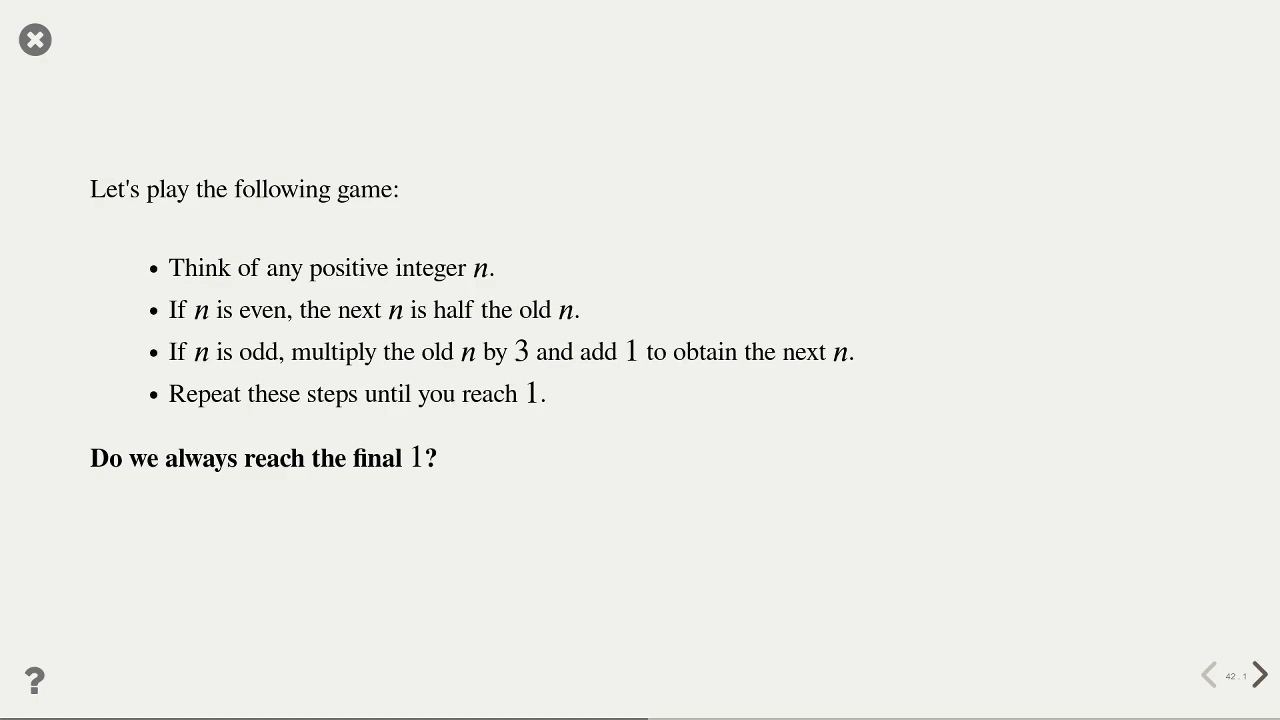 Let's play the following game:
• Think of any positive integer n.
• If n is even, the next n is half the old n.
• If n is odd, multiply the old n by 3 and add 1 to obtain the next n.
• Repeat these steps until you reach 1.
Do we always reach the final 1?
?
42 . 1